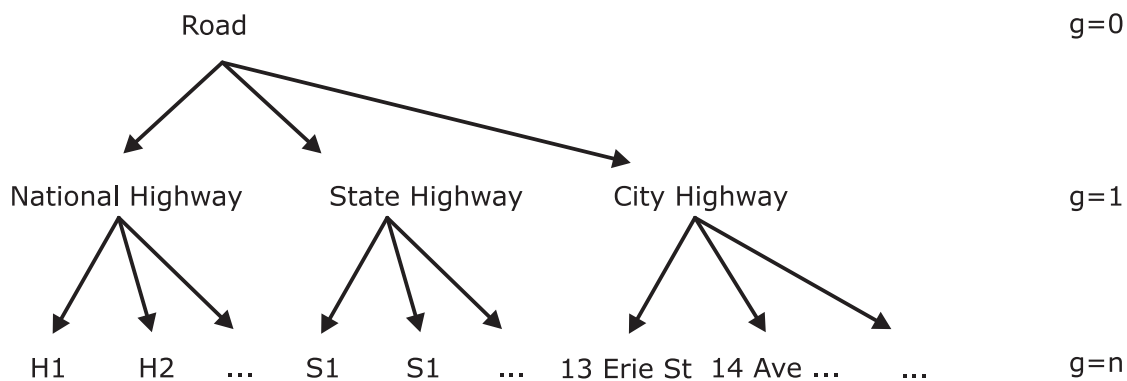 Road g=0
National Highway State Highway City Highway g=1
H1 H2 ... S1 S1 ... 13 Erie St 14 Ave ... ... g=n